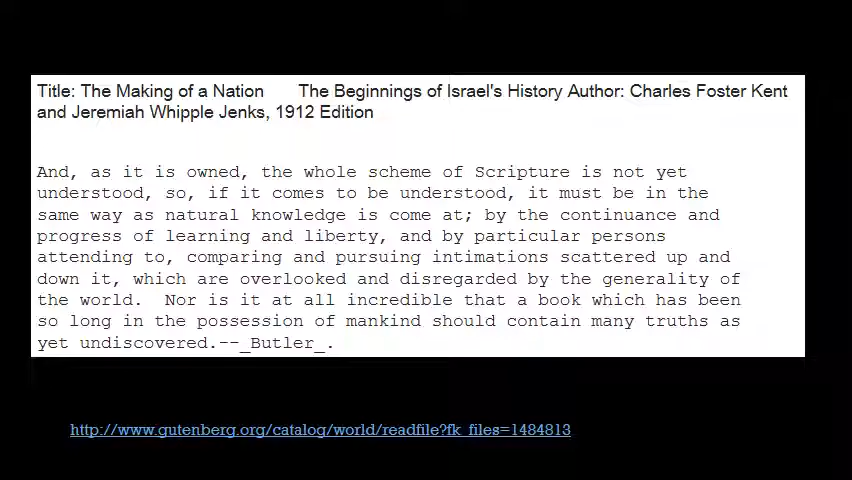 Title: The Making of a Nation The Beginnings of Israel's History Author: Charles Foster Kent
and Jeremiah Whipple Jenks, 1912 Edition
And, as it is owned, the whole scheme of Scripture is not yet
understood, so, if it comes to be understood, it must be in the
same way as natural knowledge is come at; by the continuance and
progress of learning and liberty, and by particular persons
attending to, comparing and pursuing intimations scattered up and
down it, which are overlooked and disregarded by the generality of
the world. Nor is it at all incredible that a book which has been
so long in the possession of mankind should contain many truths as
yet undiscovered.--_Butler_.
http://www.gutenberg.org/catalog/world/readfile?fk_files=1484813